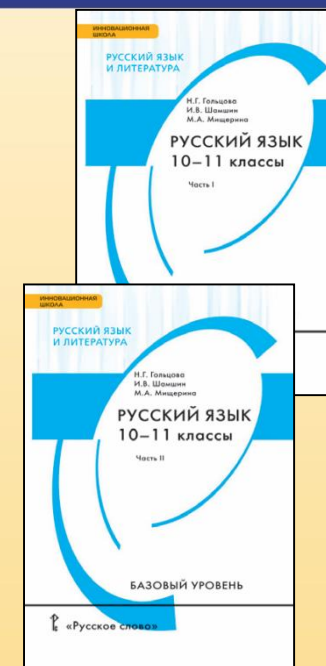 ИННОВАЦИОННАЯ
ШКОЛА
РУССКИЙ ЯЗЫК
И ЛИТЕРАТУРА
Н.Г. Гольцова
И.В. Шамшин
М.А. Мищерина
РУССКИЙ ЯЗЫК
10–11 классы
Часть I
ИННОВАЦИОННАЯ
ШКОЛА
РУССКИЙ ЯЗЫК
И ЛИТЕРАТУРА
Н.Г. Гольцова
И.В. Шамшин
М.А. Мищерина
РУССКИЙ ЯЗЫК
10–11 классы
Часть II
БАЗОВЫЙ УРОВЕНЬ
«Русское слово»